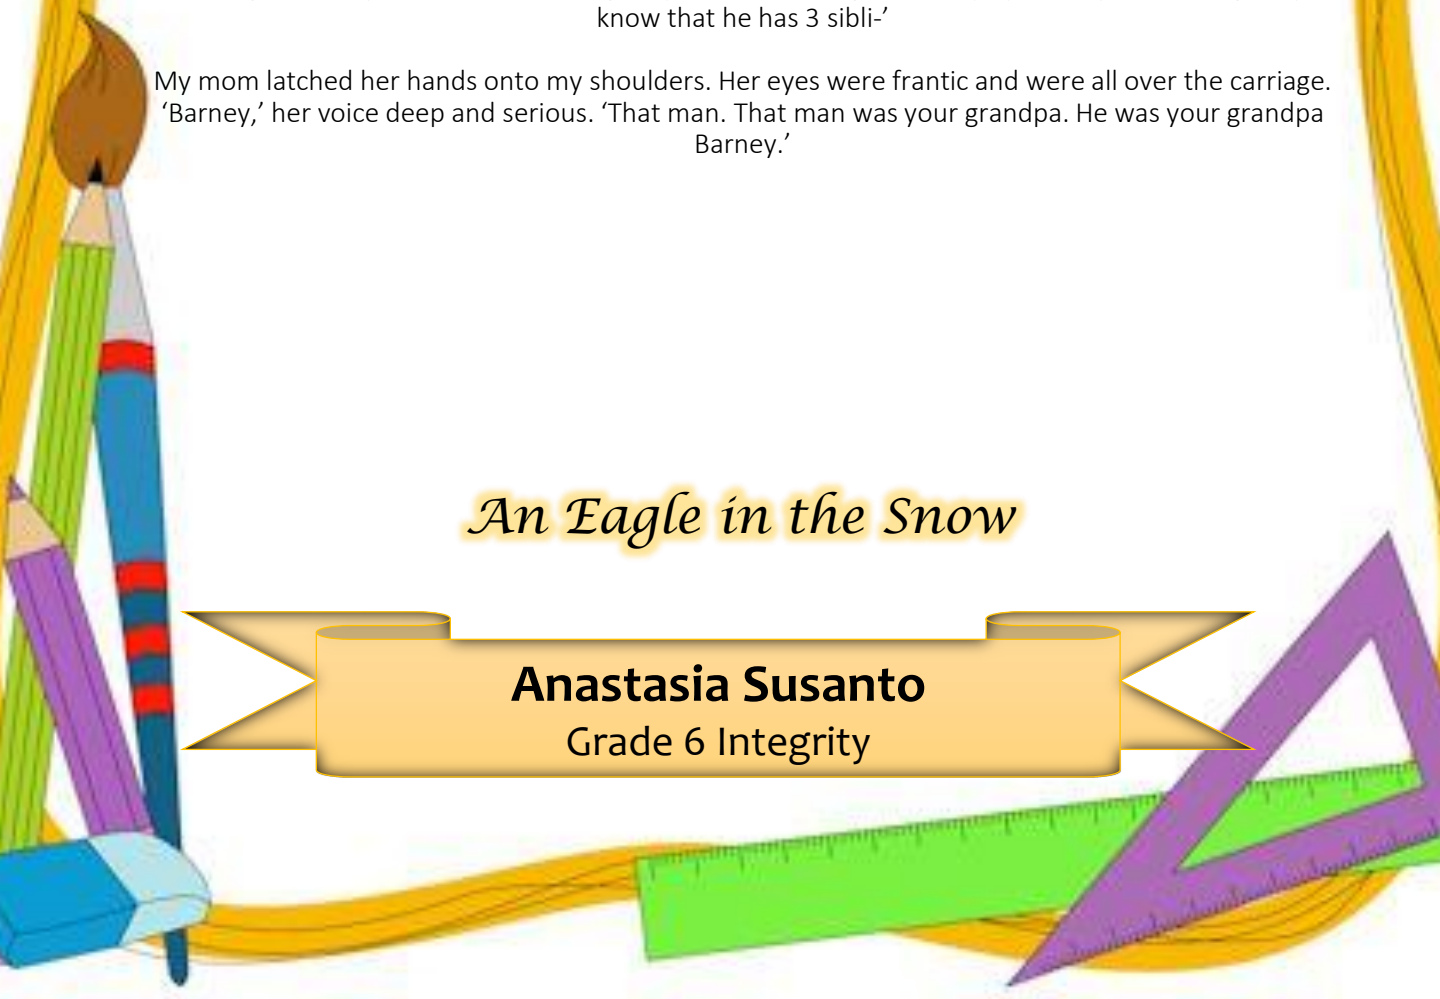 know that he has 3 sibli-’
My mom latched her hands onto my shoulders. Her eyes were frantic and were all over the carriage.
‘Barney,’ her voice deep and serious. ‘That man. That man was your grandpa. He was your grandpa
Barney.’
An Eagle in the Snow
Anastasia Susanto
Grade 6 Integrity